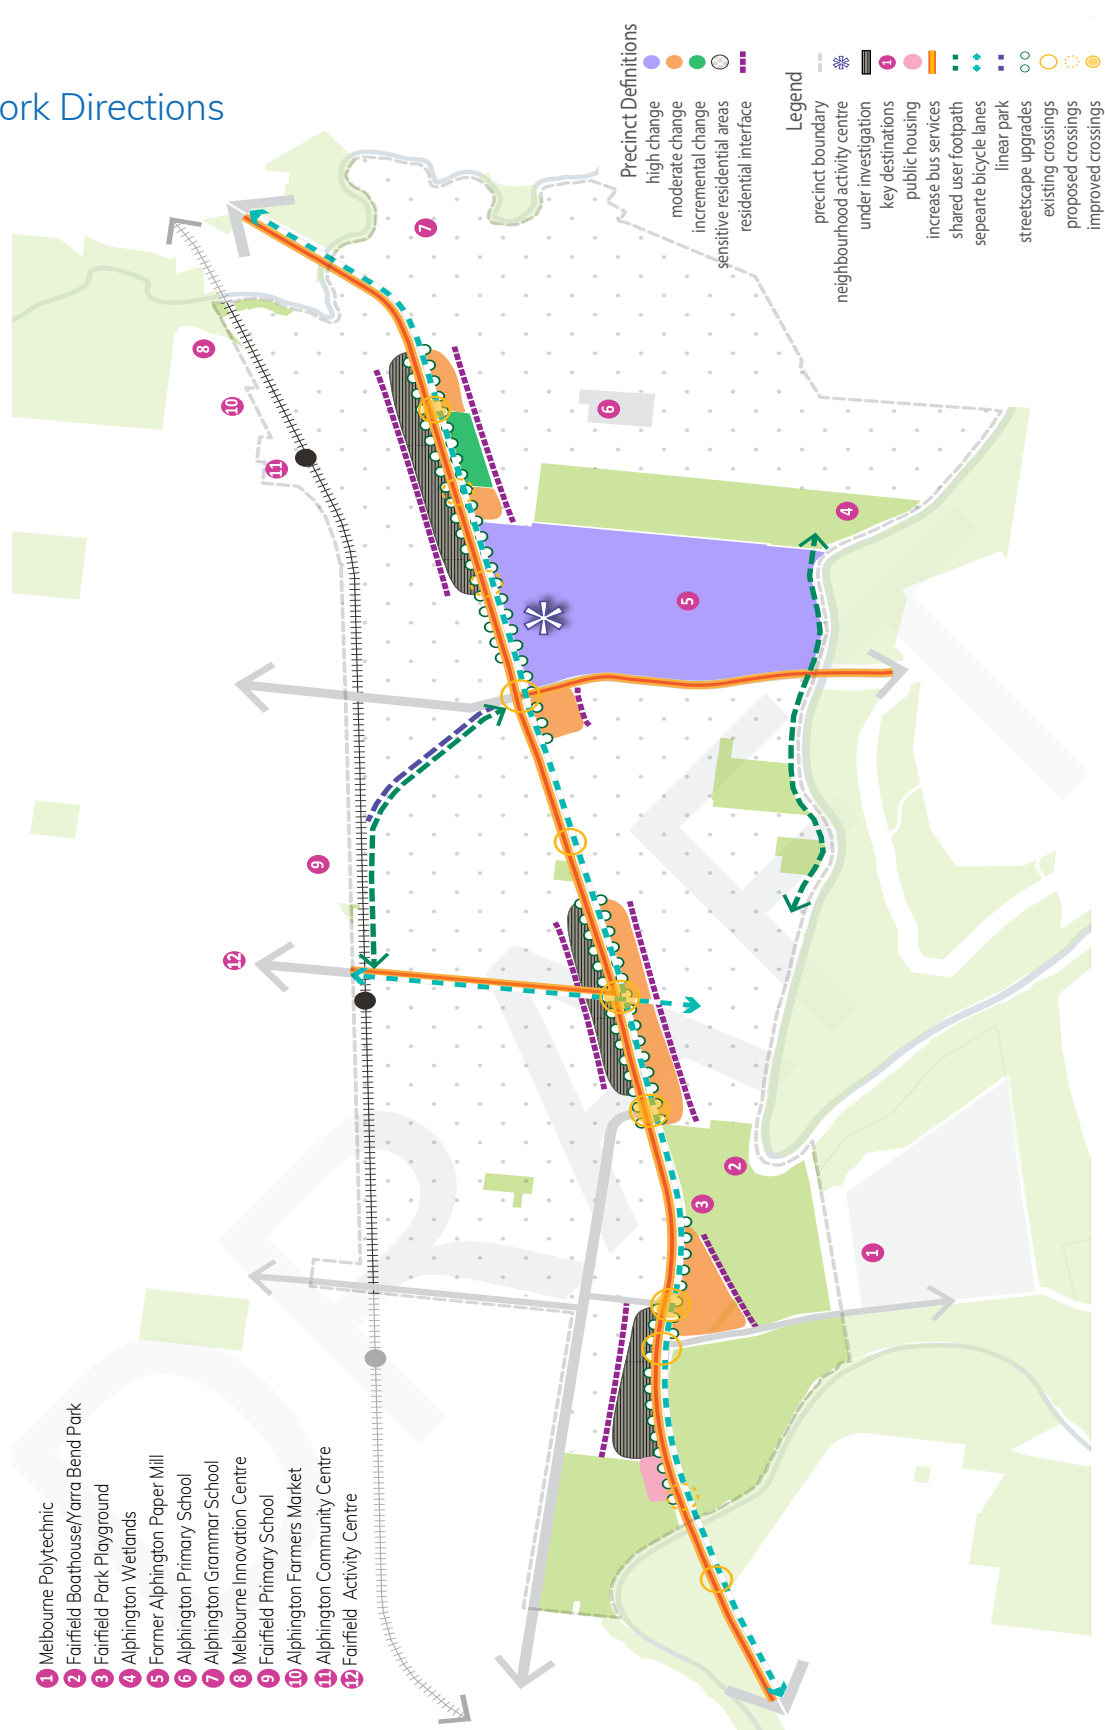 ork Directions
Precinct Definitions
high change
moderate change
incremental change
sensitive residential areas
residential interface
Legend
precinct boundary
neighbourhood activity centre
under investigation
1
key destinations
public housing
increase bus services
shared user footpath
sepearte bicycle lanes
linear park
streetscape upgrades
existing crossings
proposed crossings
improved crossings
1 Melbourne Polytechnic
2 Fairfield Boathouse/Yarra Bend Park
3 Fairfield Park Playground
4 Alphington Wetlands
5 Former Alphington Paper Mill
6 Alphington Primary School
7 Alphington Grammar School
8 Melbourne Innovation Centre
9 Fairfield Primary School
10 Alphington Farmers Market
11 Alphington Community Centre
12 Fairfield Activity Centre
7
8
10
11
6
4
5
9
12
2
3
1
DRAFT